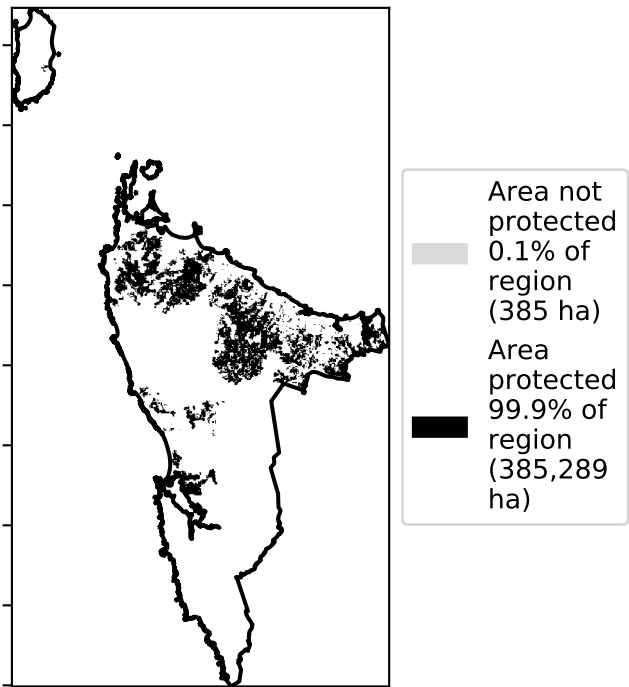 Area not
protected
0.1% of
region
(385 ha)
Area
protected
99.9% of
region
(385,289
ha)